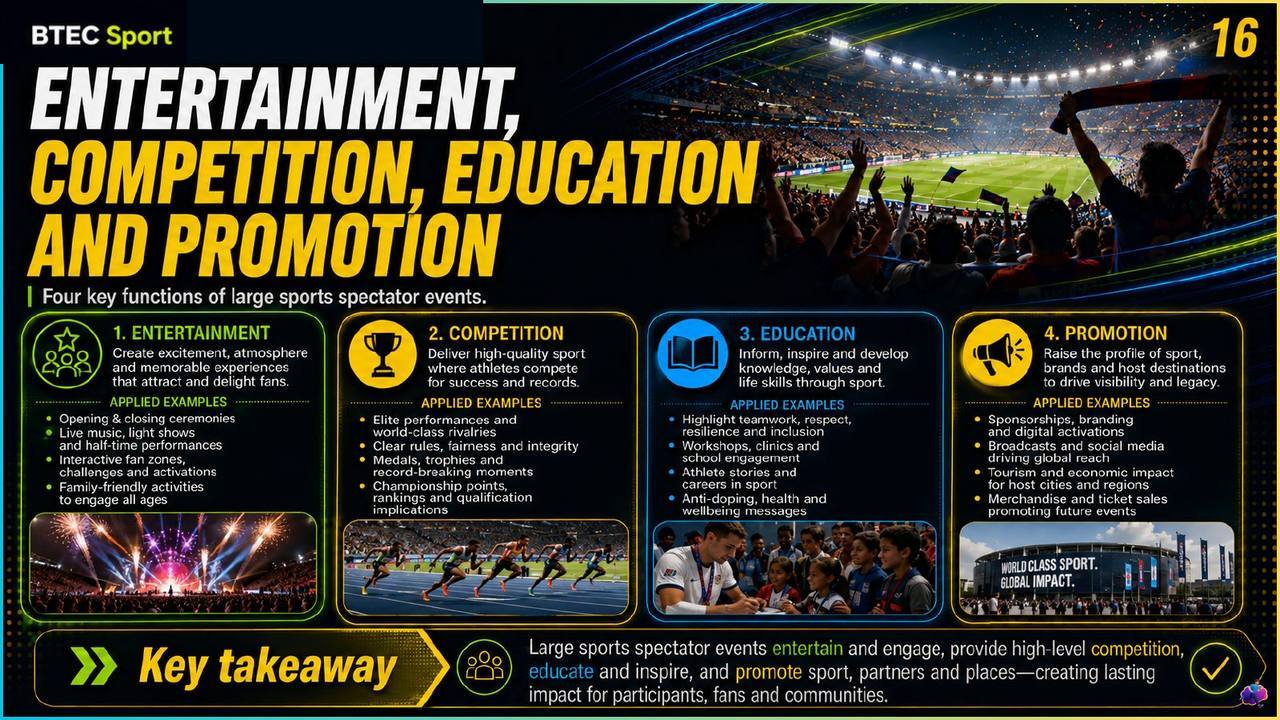 BTEC Sport
16
ENTERTAINMENT,
COMPETITION, EDUCATION
AND PROMOTION
Four key functions of large sports spectator events.
1. ENTERTAINMENT
Create excitement, atmosphere
and memorable experiences
that attract and delight fans.
APPLIED EXAMPLES
• Opening & closing ceremonies
• Live music, light shows
and half-time performances
• Interactive fan zones,
challenges and activations
• Family-friendly activities
to engage all ages
2. COMPETITION
Deliver high-quality sport
where athletes compete
for success and records.
APPLIED EXAMPLES
• Elite performances and
world-class rivalries
• Clear rules, fairness and integrity
• Medals, trophies and
record-breaking moments
• Championship points,
rankings and qualification
implications
3. EDUCATION
Inform, inspire and develop
knowledge, values and
life skills through sport.
APPLIED EXAMPLES
• Highlight teamwork, respect,
resilience and inclusion
• Workshops, clinics and
school engagement
• Athlete stories and
careers in sport
• Anti-doping, health and
wellbeing messages
4. PROMOTION
Raise the profile of sport,
brands and host destinations
to drive visibility and legacy.
APPLIED EXAMPLES
• Sponsorships, branding
and digital activations
• Broadcasts and social media
driving global reach
• Tourism and economic impact
for host cities and regions
• Merchandise and ticket sales
promoting future events
WORLD CLASS SPORT.
GLOBAL IMPACT.
Key takeaway
Large sports spectator events entertain and engage, provide high-level competition,
educate and inspire, and promote sport, partners and places—creating lasting
impact for participants, fans and communities.